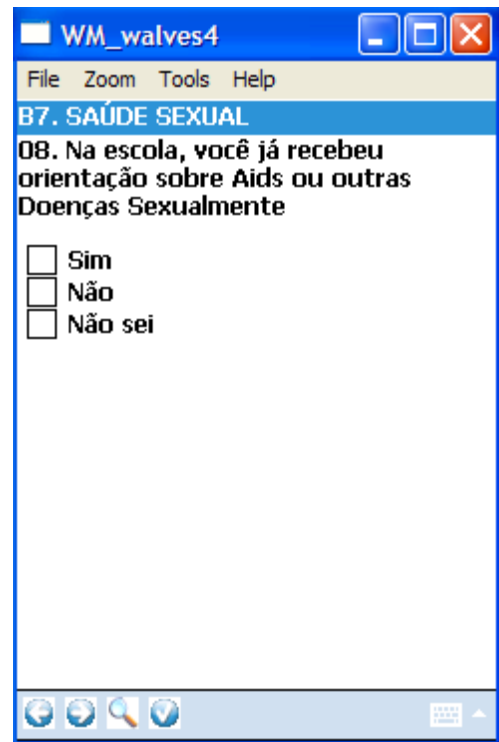 WM_walves4
File Zoom Tools Help
B7. SAÚDE SEXUAL
08. Na escola, você já recebeu
orientação sobre Aids ou outras
Doenças Sexualmente
Sim
Não
Não sei